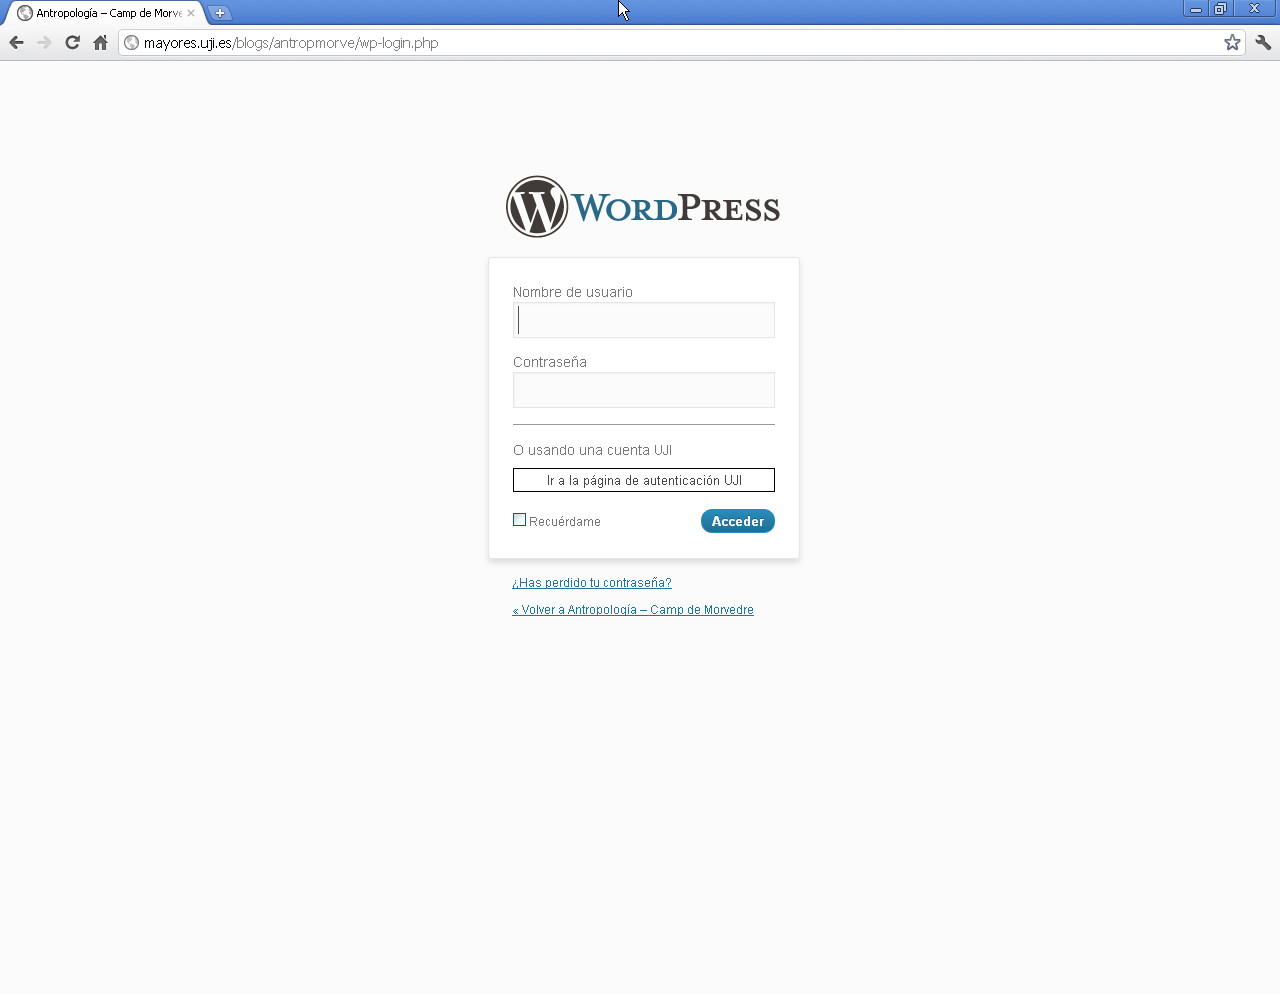 Antropología – Camp de Morve
mayores.uji.es/blogs/antropmorve/wp-login.php
WORDPRESS
Nombre de usuario
Contraseña
O usando una cuenta UJI
Ir a la página de autenticación UJI
Recuérdame
Acceder
¿Has perdido tu contraseña?
« Volver a Antropología – Camp de Morvedre